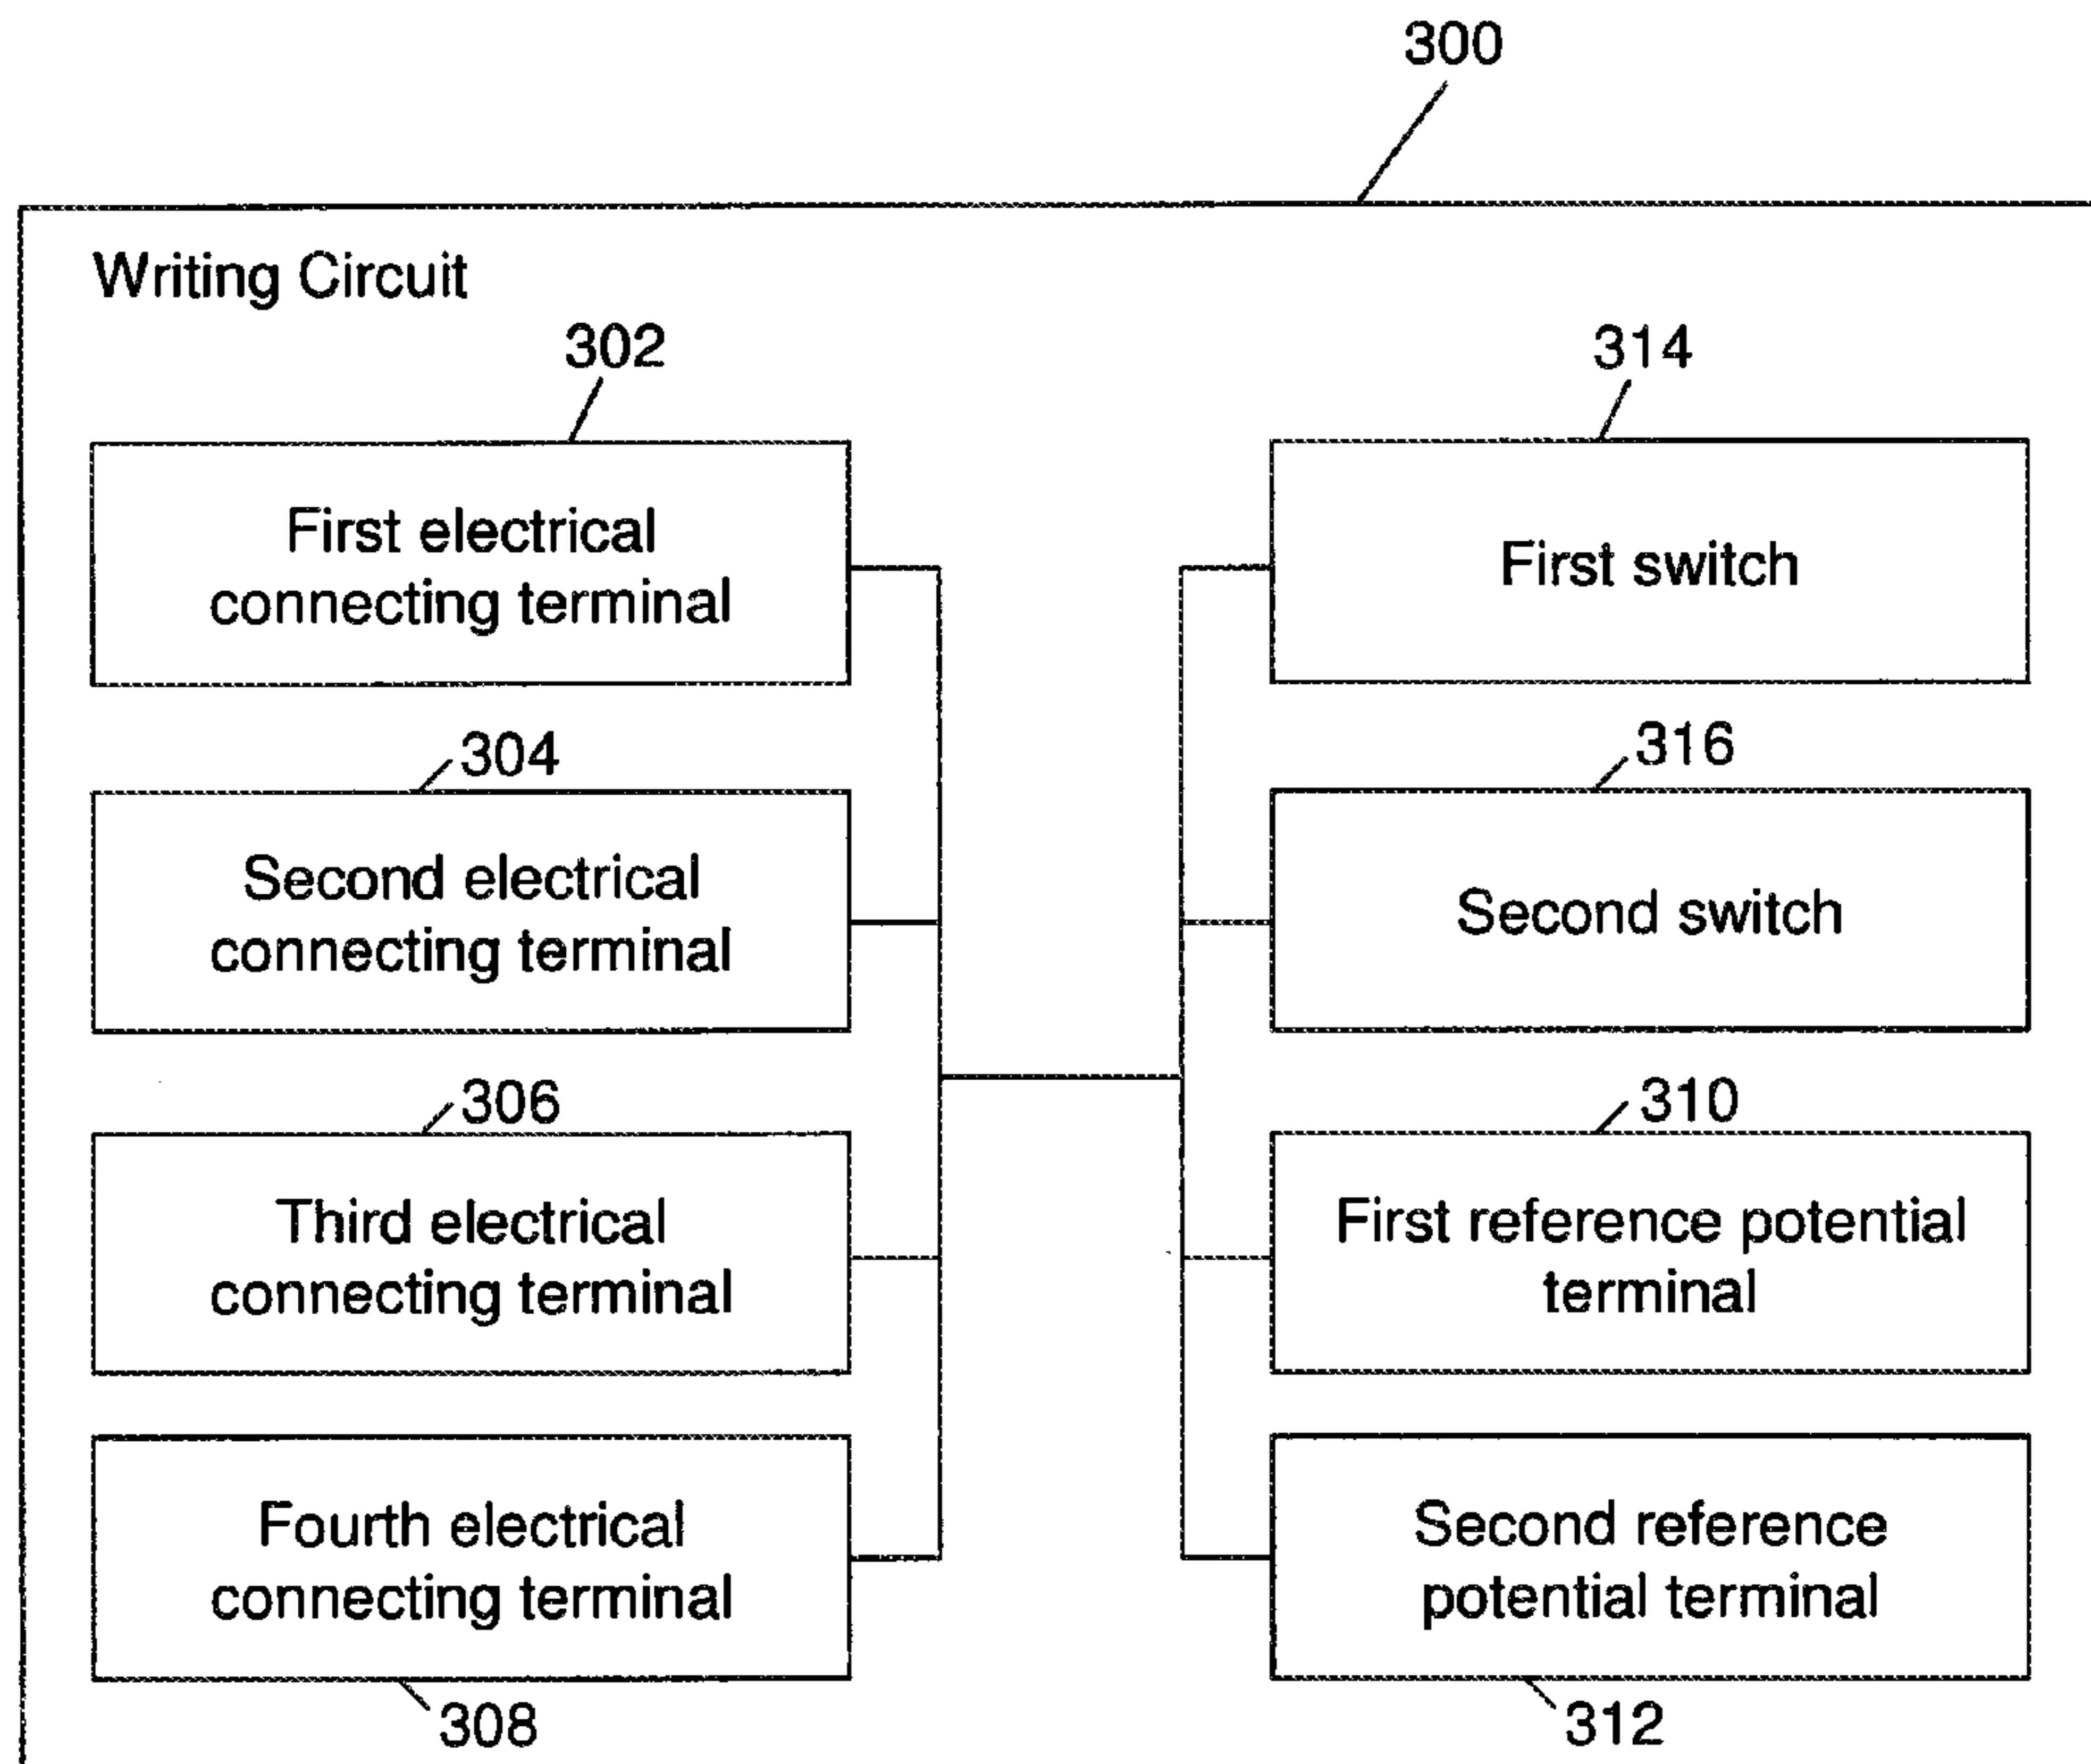 300
Writing Circuit
302
First electrical
connecting terminal
304
Second electrical
connecting terminal
306
Third electrical
connecting terminal
Fourth electrical
connecting terminal
308
314
First switch
316
Second switch
310
First reference potential
terminal
Second reference
potential terminal
312